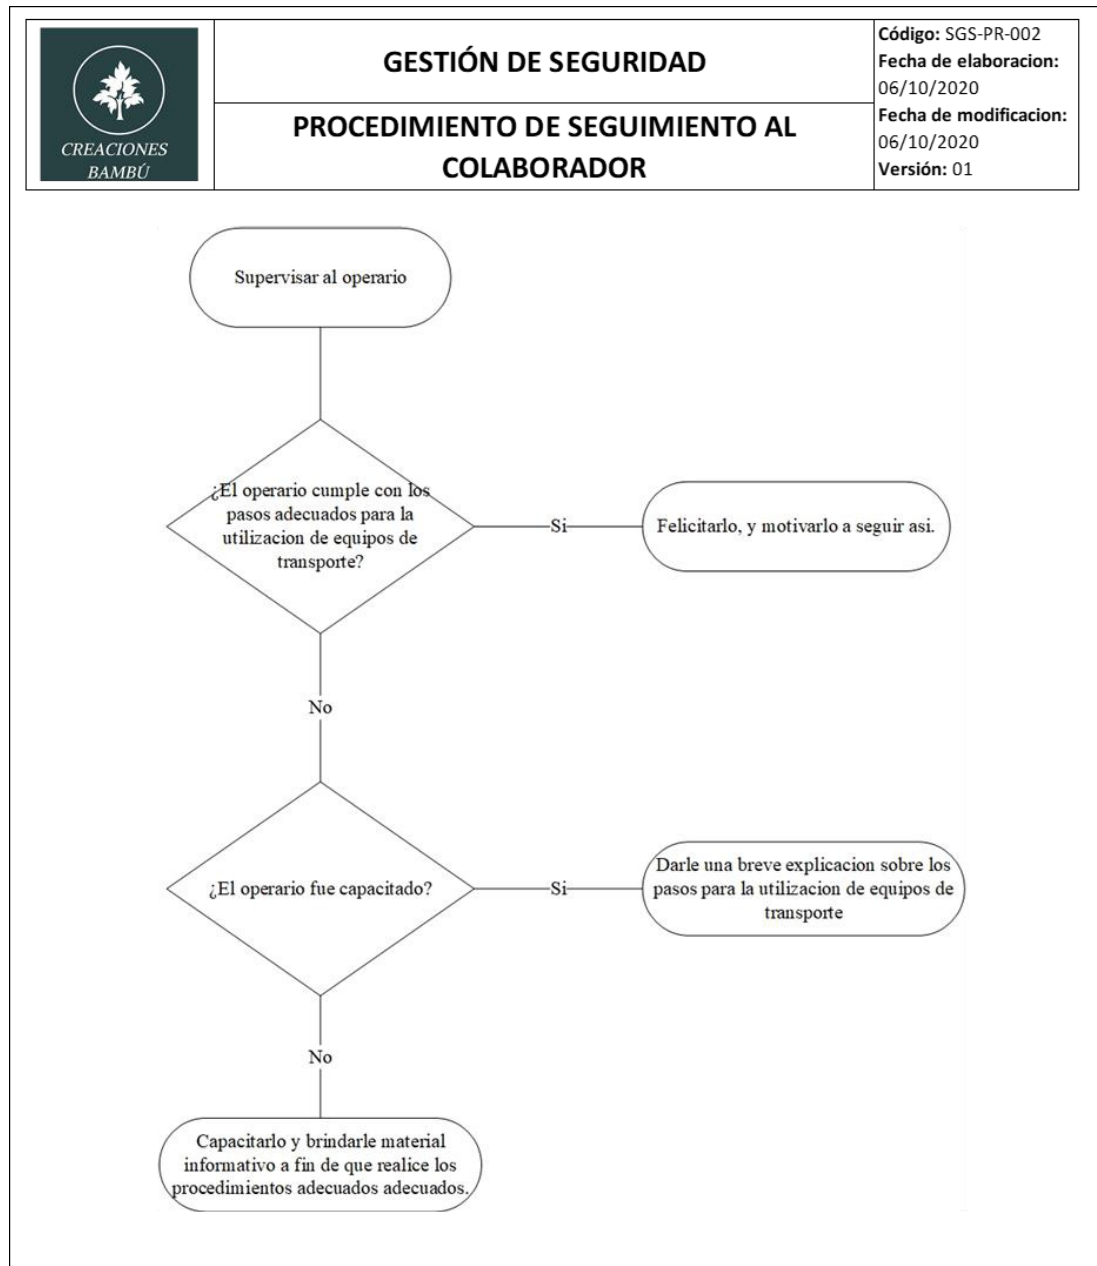 CREACIONES
BAMBÚ
GESTIÓN DE SEGURIDAD
PROCEDIMIENTO DE SEGUIMIENTO AL
COLABORADOR
Código: SGS-PR-002
Fecha de elaboracion:
06/10/2020
Fecha de modificacion:
06/10/2020
Versión: 01
Supervisar al operario
¿El operario cumple con los
pasos adecuados para la
utilizacion de equipos de
transporte?
Si
Felicitarlo, y motivarlo a seguir asi.
No
¿El operario fue capacitado?
Si
Darle una breve explicacion sobre los
pasos para la utilizacion de equipos de
transporte
No
Capacitarlo y brindarle material
informativo a fin de que realice los
procedimientos adecuados adecuados.